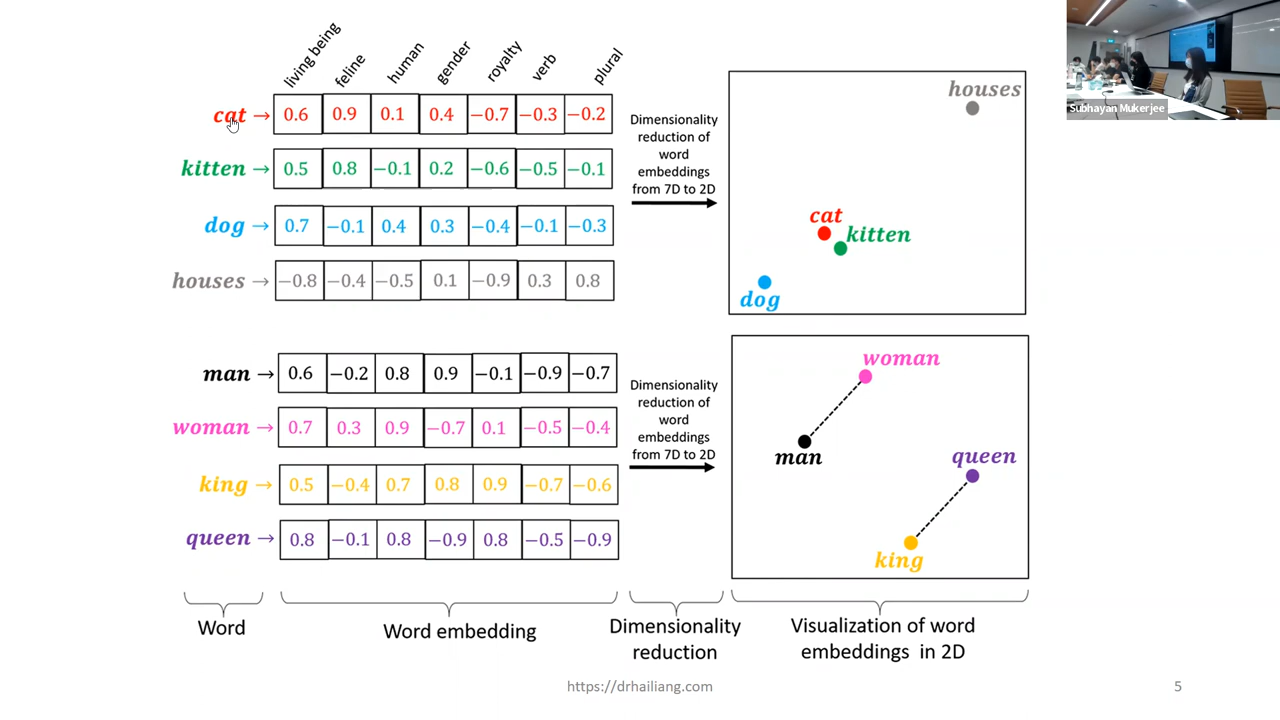 living being feline human gender royalty verb plural
cat → 0.6 0.9 0.1 0.4 −0.7 −0.3 −0.2
kitten → 0.5 0.8 −0.1 0.2 −0.6 −0.5 −0.1
dog → 0.7 −0.1 0.4 0.3 −0.4 −0.1 −0.3
houses → −0.8 −0.4 −0.5 0.1 −0.9 0.3 0.8
Dimensionality
reduction of
word
embeddings
from 7D to 2D
houses
cat
kitten
dog
Subhayan Mukerjee
man → 0.6 −0.2 0.8 0.9 −0.1 −0.9 −0.7
woman → 0.7 0.3 0.9 −0.7 0.1 −0.5 −0.4
king → 0.5 −0.4 0.7 0.8 0.9 −0.7 −0.6
queen → 0.8 −0.1 0.8 −0.9 0.8 −0.5 −0.9
Dimensionality
reduction of
word
embeddings
from 7D to 2D
woman
man
queen
king
Word
Word embedding
Dimensionality
reduction
Visualization of word
embeddings in 2D
https://drhailiang.com
5